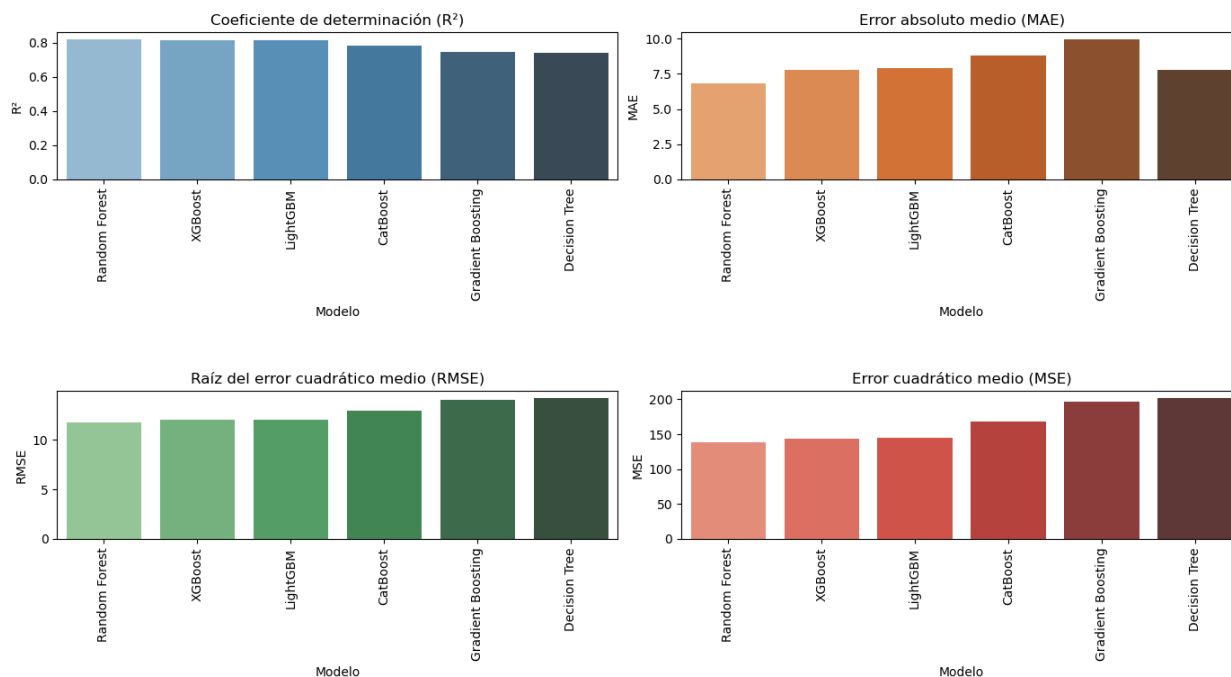 Coeficiente de determinación (R²)
R²
0.8
0.6
0.4
0.2
0.0
Random Forest
XGBoost
LightGBM
CatBoost
Gradient Boosting
Decision Tree
Modelo
Error absoluto medio (MAE)
MAE
10.0
7.5
5.0
2.5
0.0
Random Forest
XGBoost
LightGBM
CatBoost
Gradient Boosting
Decision Tree
Modelo
Raíz del error cuadrático medio (RMSE)
RMSE
10
5
0
Random Forest
XGBoost
LightGBM
CatBoost
Gradient Boosting
Decision Tree
Modelo
Error cuadrático medio (MSE)
MSE
200
150
100
50
0
Random Forest
XGBoost
LightGBM
CatBoost
Gradient Boosting
Decision Tree
Modelo